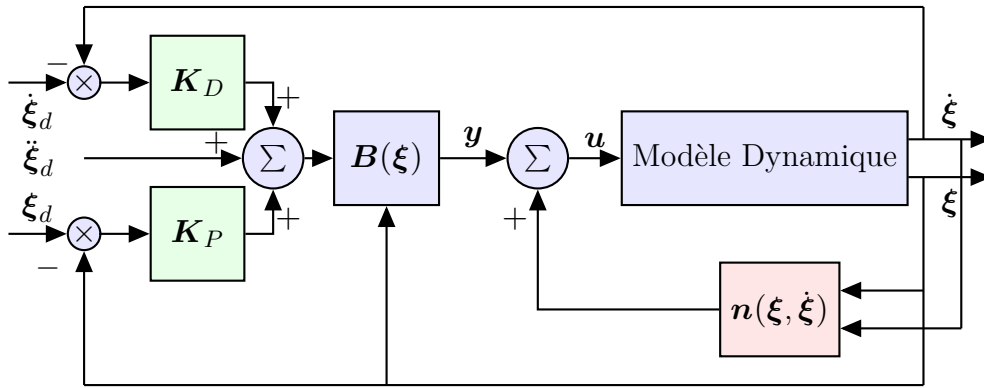 −
×
K_D
ξ̇_d
+
ξ̈_d
+
Σ
B(ξ)
y
Σ
u
Modèle Dynamique
ξ̇
ξ
ξ_d
×
−
K_P
+
+
n(ξ, ξ̇)